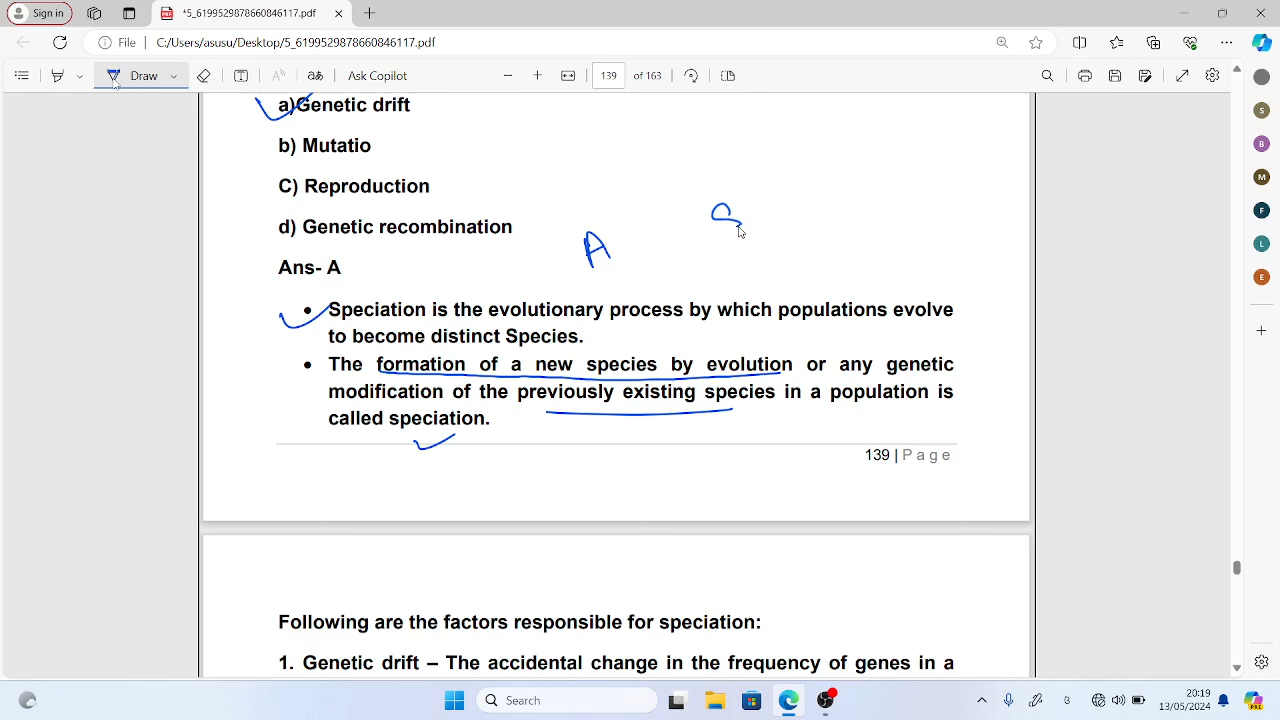 Sign in
*5_6199529878660846117.pdf
File C:/Users/asusu/Desktop/5_6199529878660846117.pdf
Draw
Ask Copilot
139 of 163
a)Genetic drift
b) Mutatio
C) Reproduction
d) Genetic recombination
A
Ans- A
• Speciation is the evolutionary process by which populations evolve
to become distinct Species.
• The formation of a new species by evolution or any genetic
modification of the previously existing species in a population is
called speciation.
139 | P a g e
Following are the factors responsible for speciation:
1. Genetic drift – The accidental change in the frequency of genes in a
S
B
M
F
L
E
Search
20:19
13/05/2024